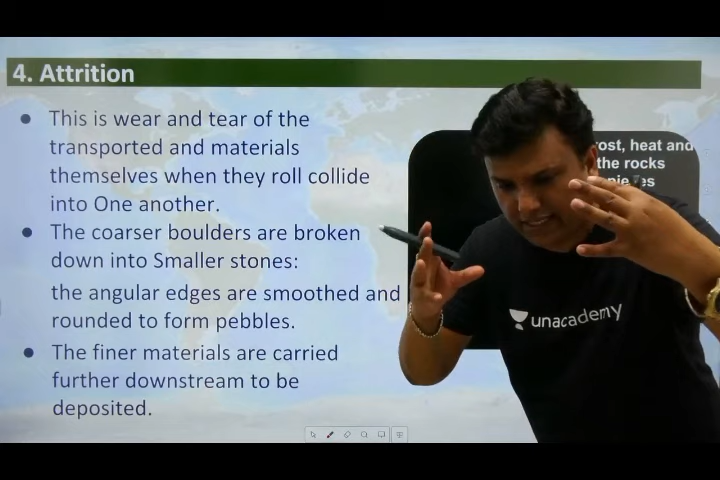 4. Attrition
This is wear and tear of the
transported and materials
themselves when they roll collide
into One another.
The coarser boulders are broken
down into Smaller stones:
the angular edges are smoothed and
rounded to form pebbles.
The finer materials are carried
further downstream to be
deposited.
ost, heat and
the rocks
unacademy